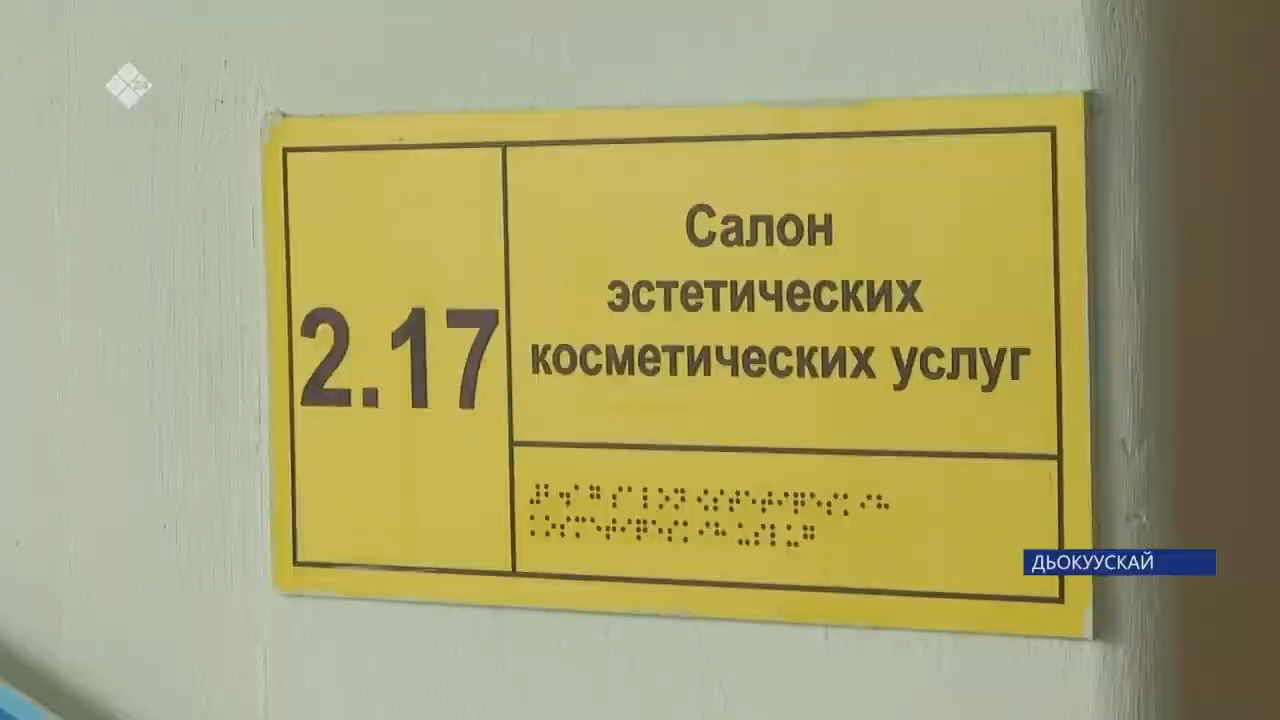 2.17
Салон
эстетических
косметических услуг
ДЬОКУУСКАЙ